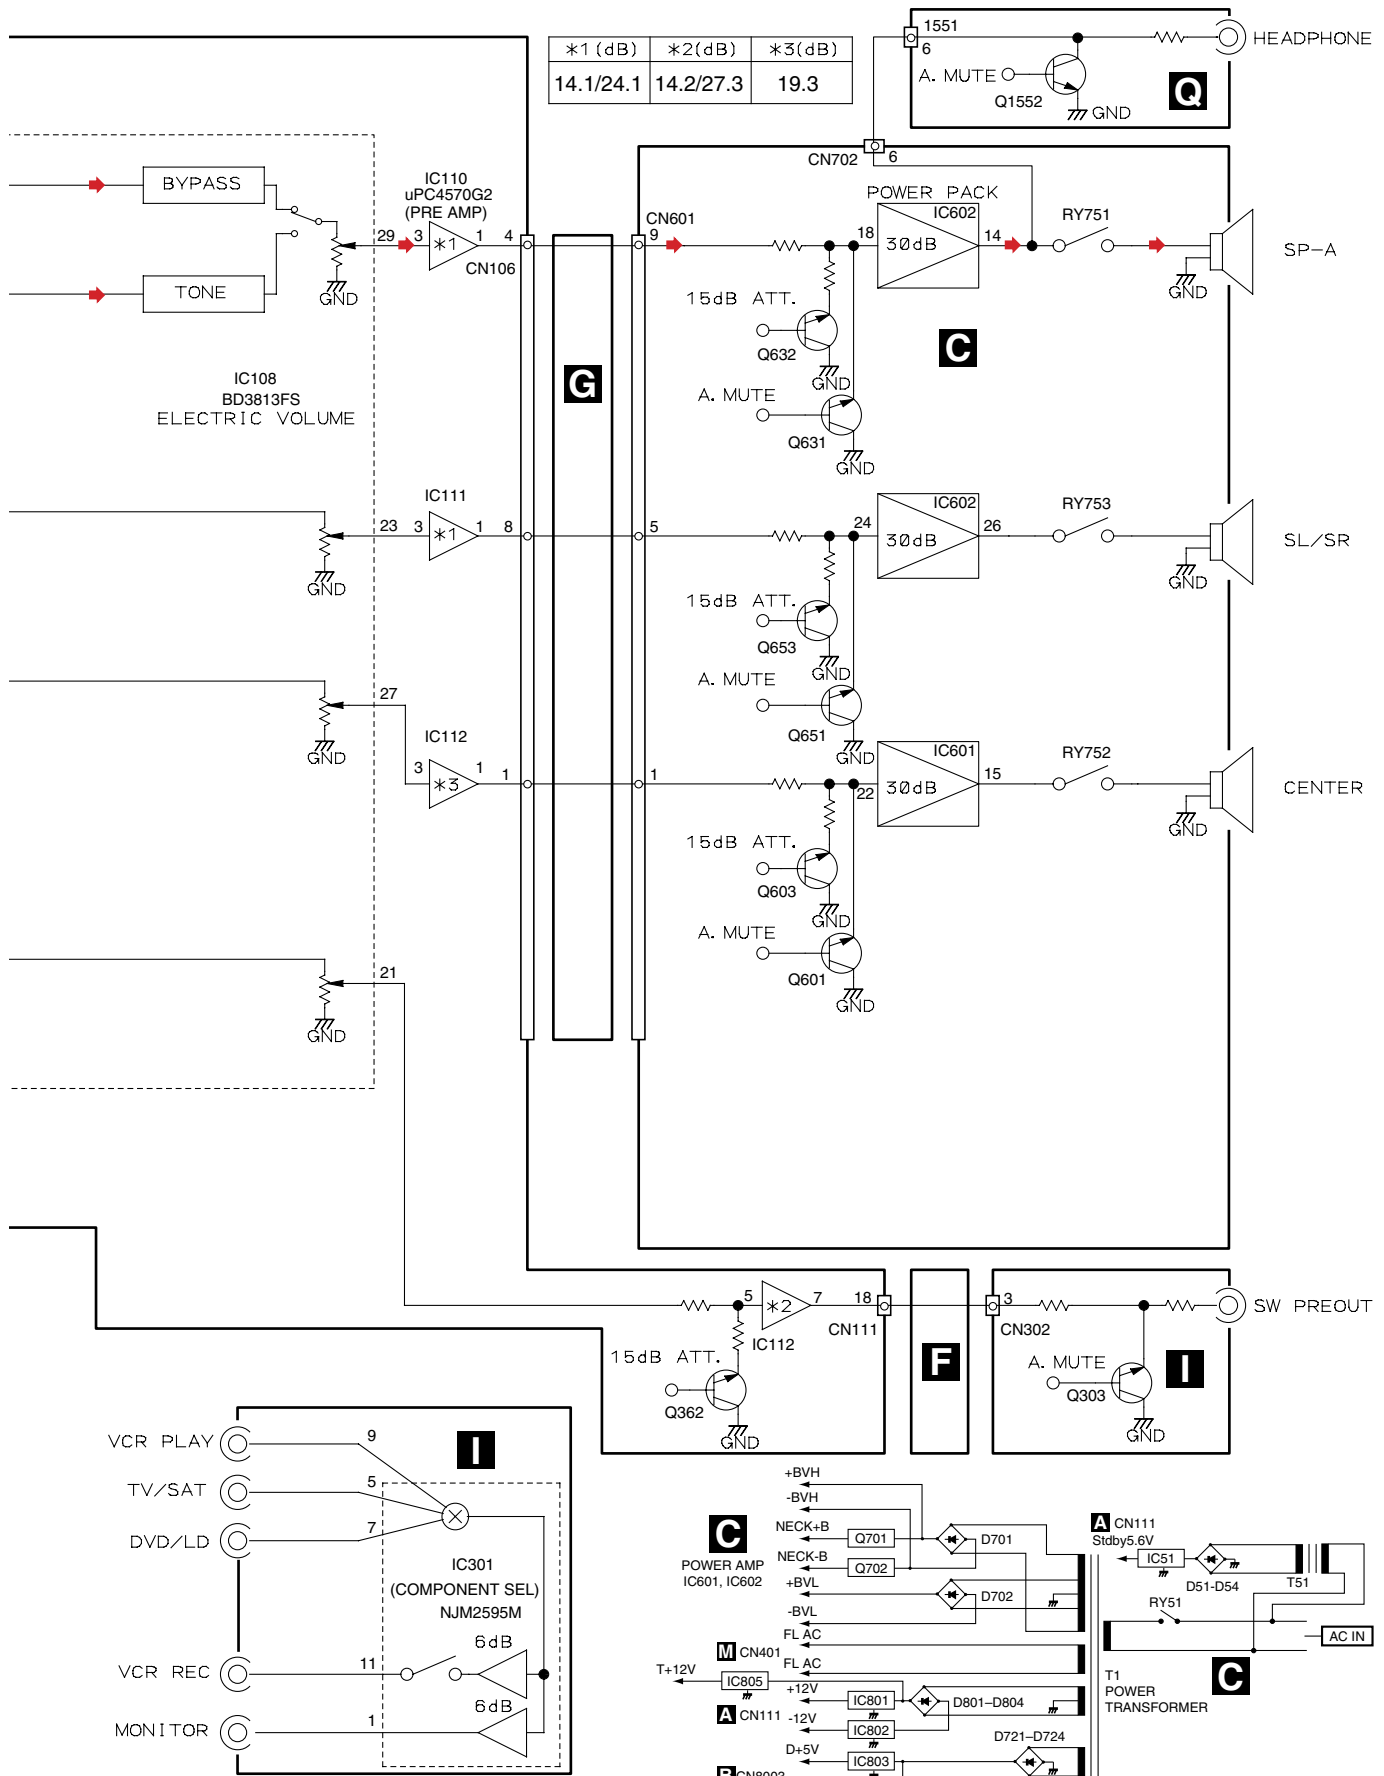 *1(dB) *2(dB) *3(dB)
14.1/24.1 14.2/27.3 19.3
1551
6
HEADPHONE
A. MUTE
Q1552
GND
Q
CN702
6
BYPASS
TONE
29
3
IC110
uPC4570G2
(PRE AMP)
*1
1
4
CN106
GND
IC108
BD3813FS
ELECTRIC VOLUME
G
CN601
9
POWER PACK
IC602
18
30dB
14
RY751
SP-A
GND
15dB ATT.
Q632
GND
A. MUTE
Q631
GND
C
IC111
23
3
*1
1
8
GND
5
24
IC602
30dB
26
RY753
SL/SR
GND
15dB ATT.
Q653
GND
A. MUTE
Q651
GND
27
GND
IC112
3
*3
1
1
1
22
IC601
30dB
15
RY752
CENTER
GND
15dB ATT.
Q603
GND
A. MUTE
Q601
GND
21
GND
5
*2
7
IC112
18
CN111
15dB ATT.
Q362
GND
F
3
CN302
SW PREOUT
A. MUTE
Q303
GND
I
VCR PLAY
9
TV/SAT
5
DVD/LD
7
I
IC301
(COMPONENT SEL)
NJM2595M
6dB
VCR REC
11
6dB
MONITOR
1
C
POWER AMP
IC601, IC602
+BVH
-BVH
NECK+B
Q701
D701
NECK-B
Q702
+BVL
D702
-BVL
FL AC
M CN401
FL AC
T+12V
IC805
+12V
IC801
D801–D804
A CN111
-12V
IC802
D+5V
IC803
D721–D724
B CN8002
A CN111
Stdby5.6V
IC51
D51-D54
T51
RY51
AC IN
T1
POWER
TRANSFORMER
C